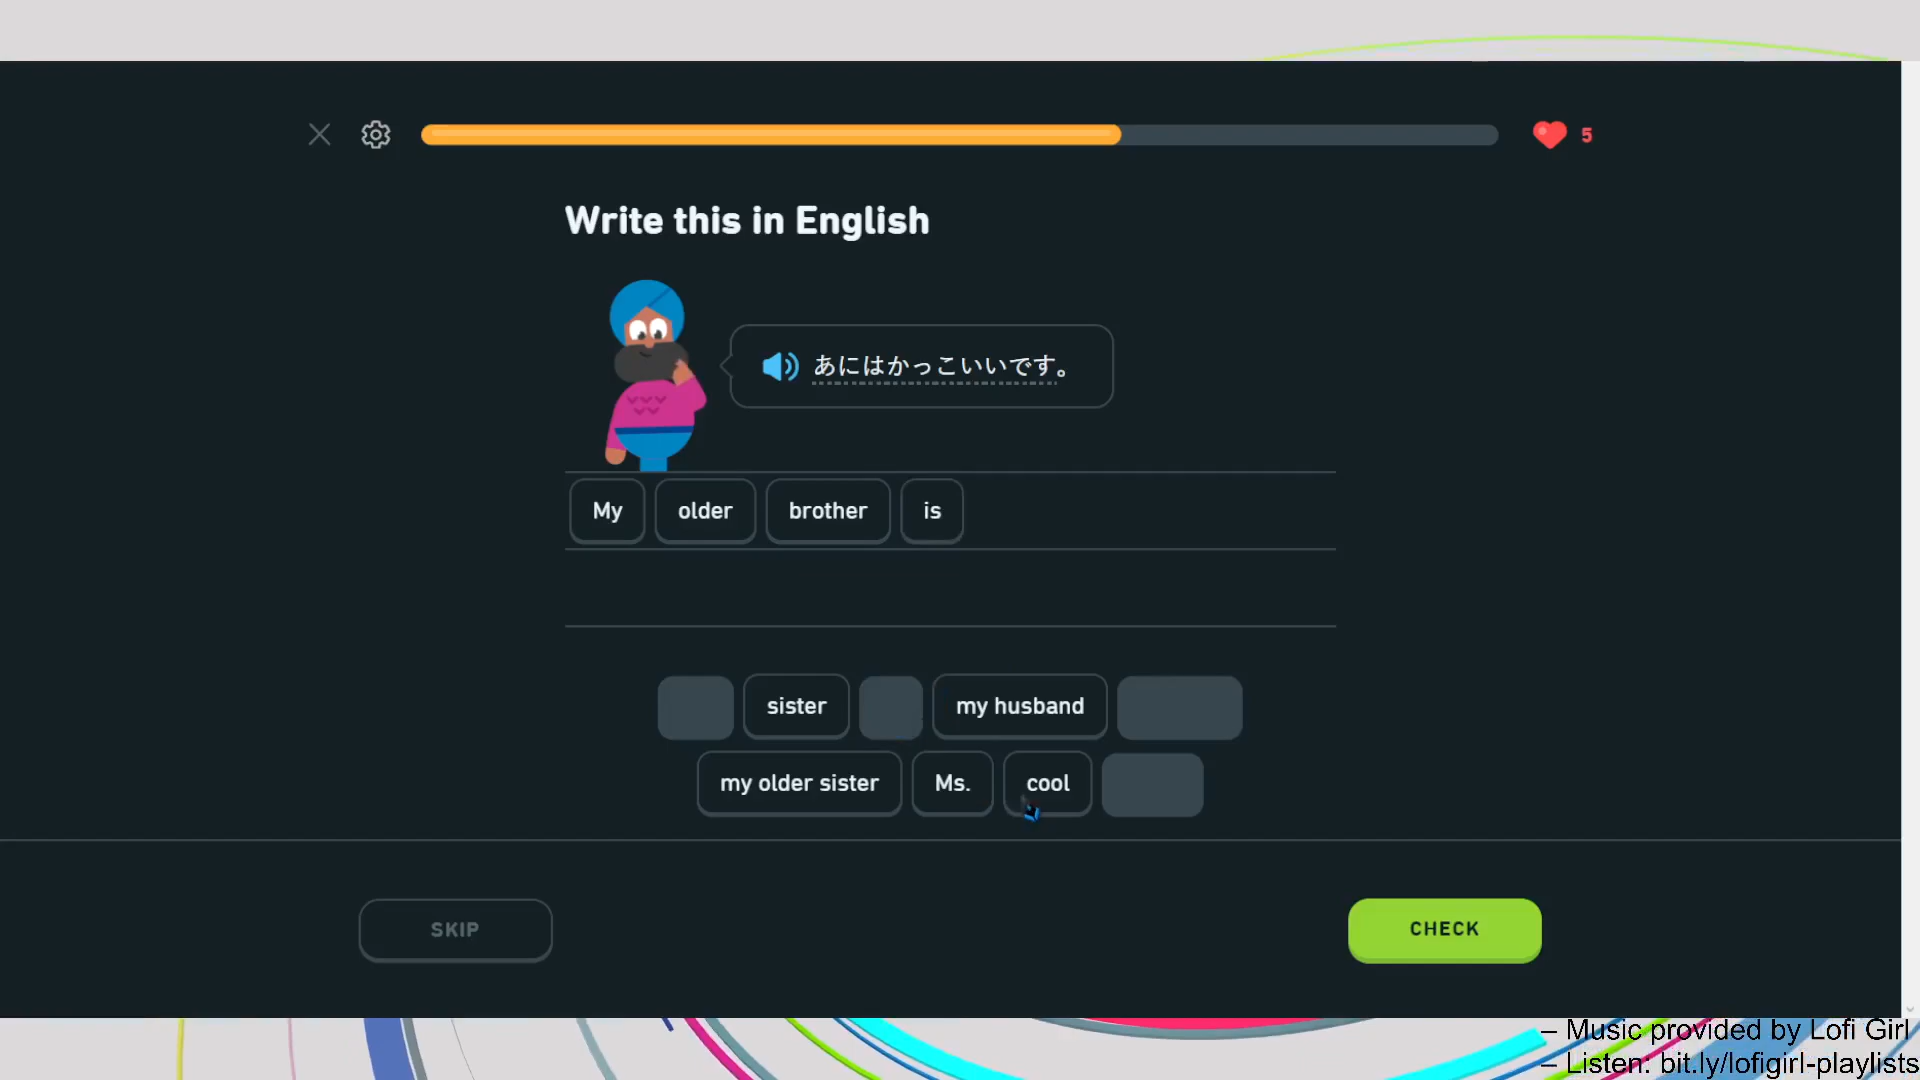 5
Write this in English
あにはかっこいいです。
My older brother is
sister my husband
my older sister Ms. cool
SKIP CHECK
– Music provided by Lofi Girl
– Listen: bit.ly/lofigirl-playlists